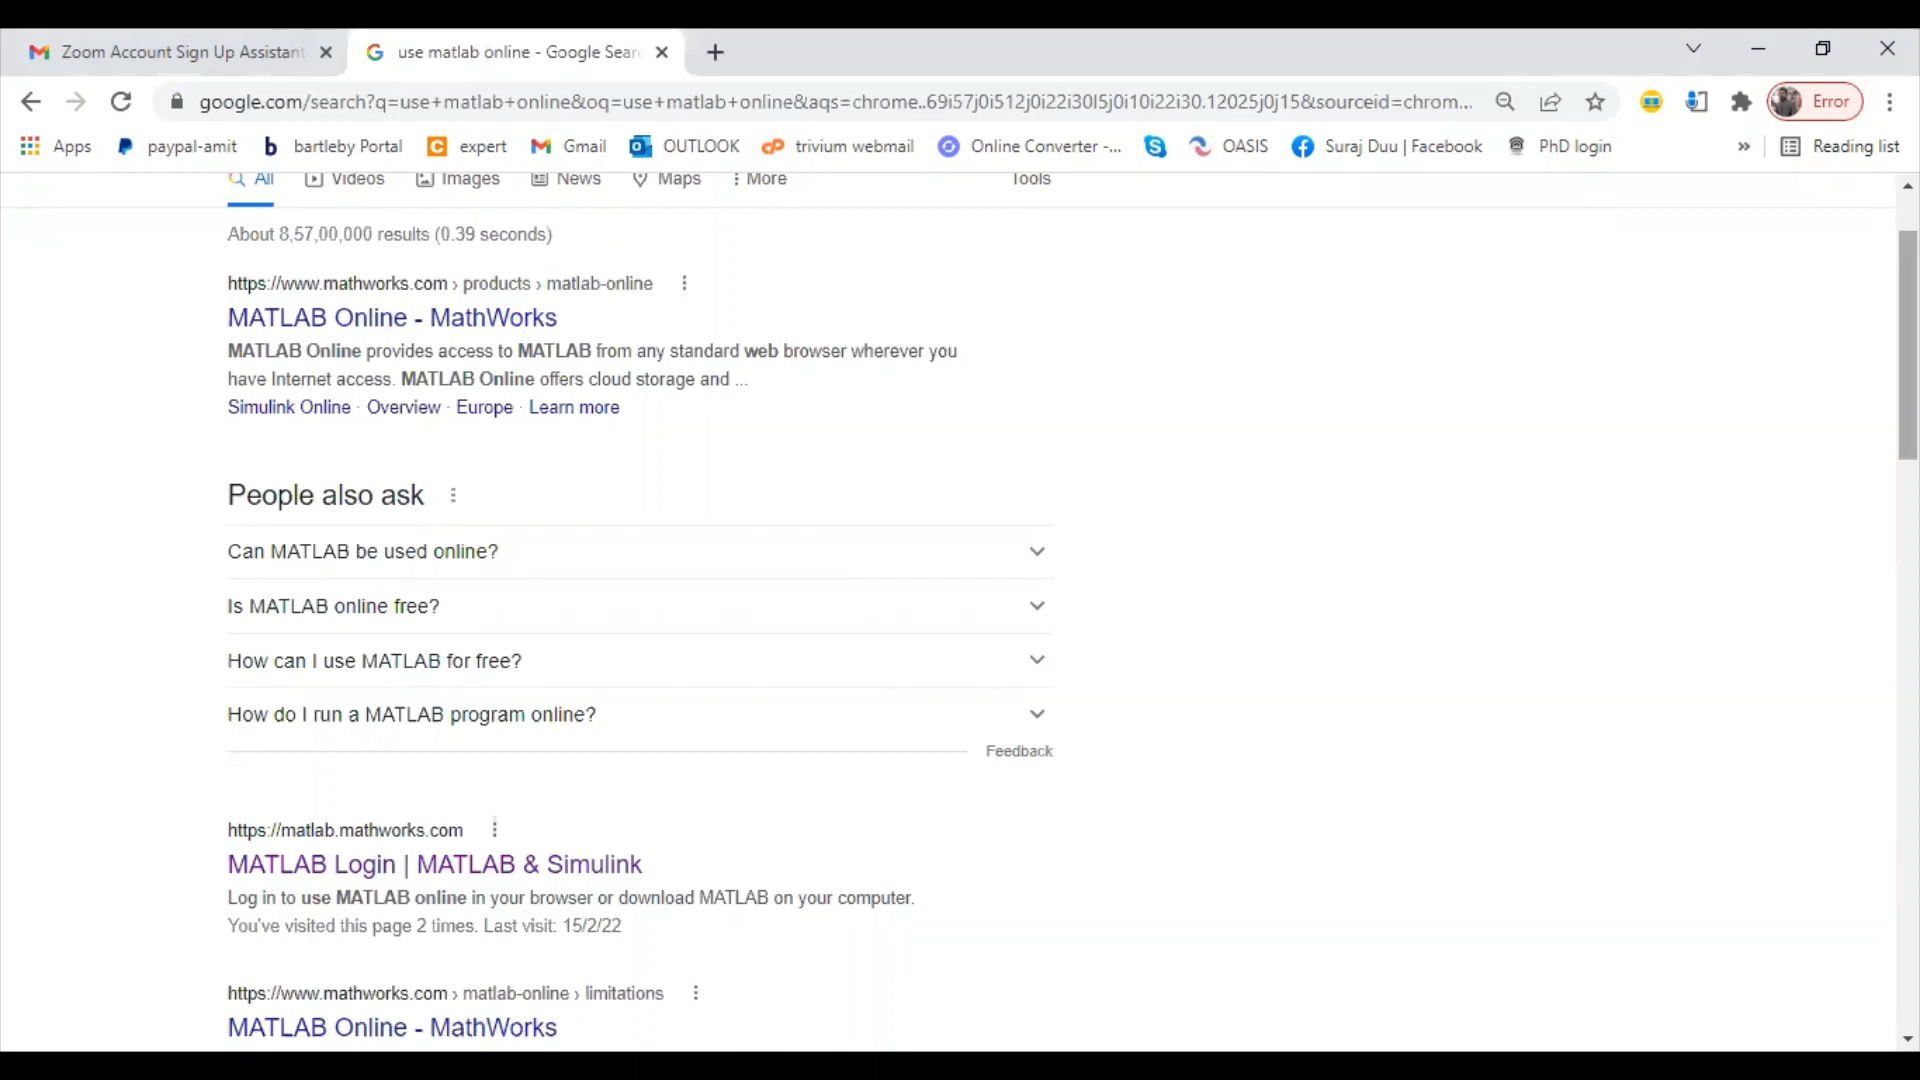 Zoom Account Sign Up Assistant
use matlab online - Google Sear
google.com/search?q=use+matlab+online&oq=use+matlab+online&aqs=chrome..69i57j0i512j0i22i30l5j0i10i22i30.12025j0j15&sourceid=chrom...
Error
Apps paypal-amit bartleby Portal expert Gmail OUTLOOK trivium webmail Online Converter -... OASIS Suraj Duu | Facebook PhD login » Reading list
All Videos Images News Maps More Tools
About 8,57,00,000 results (0.39 seconds)
https://www.mathworks.com › products › matlab-online
MATLAB Online - MathWorks
MATLAB Online provides access to MATLAB from any standard web browser wherever you
have Internet access. MATLAB Online offers cloud storage and ...
Simulink Online · Overview · Europe · Learn more
People also ask
Can MATLAB be used online?
Is MATLAB online free?
How can I use MATLAB for free?
How do I run a MATLAB program online?
Feedback
https://matlab.mathworks.com
MATLAB Login | MATLAB & Simulink
Log in to use MATLAB online in your browser or download MATLAB on your computer.
You've visited this page 2 times. Last visit: 15/2/22
https://www.mathworks.com › matlab-online › limitations
MATLAB Online - MathWorks